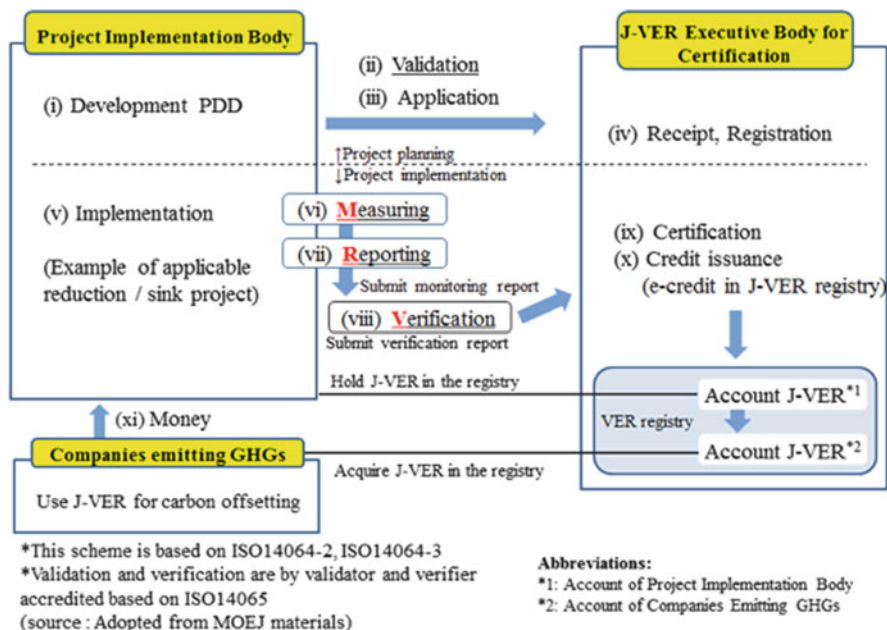 Project Implementation Body
J-VER Executive Body for
Certification
(i) Development PDD
(ii) Validation
(iii) Application
(iv) Receipt, Registration
↑Project planning
↓Project implementation
(v) Implementation
(Example of applicable
reduction / sink project)
(vi) Measuring
(vii) Reporting
Submit monitoring report
(viii) Verification
Submit verification report
(ix) Certification
(x) Credit issuance
(e-credit in J-VER registry)
Hold J-VER in the registry
Account J-VER*1
VER registry
Account J-VER*2
(xi) Money
Companies emitting GHGs
Acquire J-VER in the registry
Use J-VER for carbon offsetting
*This scheme is based on ISO14064-2, ISO14064-3
*Validation and verification are by validator and verifier
accredited based on ISO14065
(source : Adopted from MOEJ materials)
Abbreviations:
*1: Account of Project Implementation Body
*2: Account of Companies Emitting GHGs